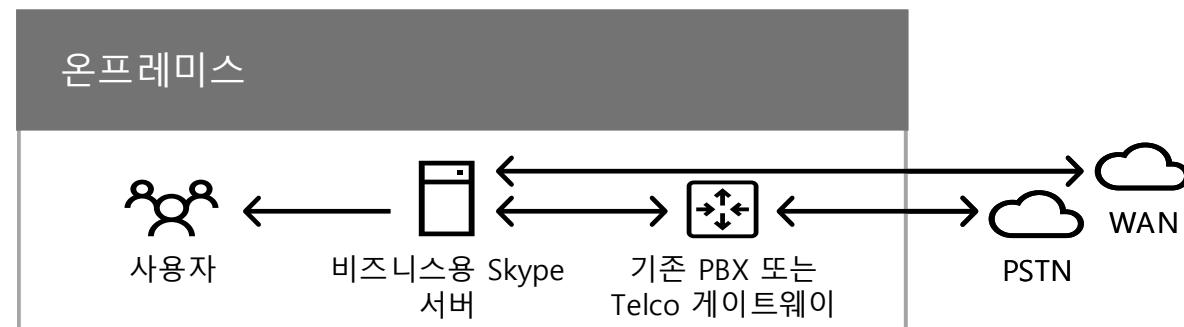 온프레미스
WAN
사용자
비즈니스용 Skype
서버
기존 PBX 또는
Telco 게이트웨이
PSTN